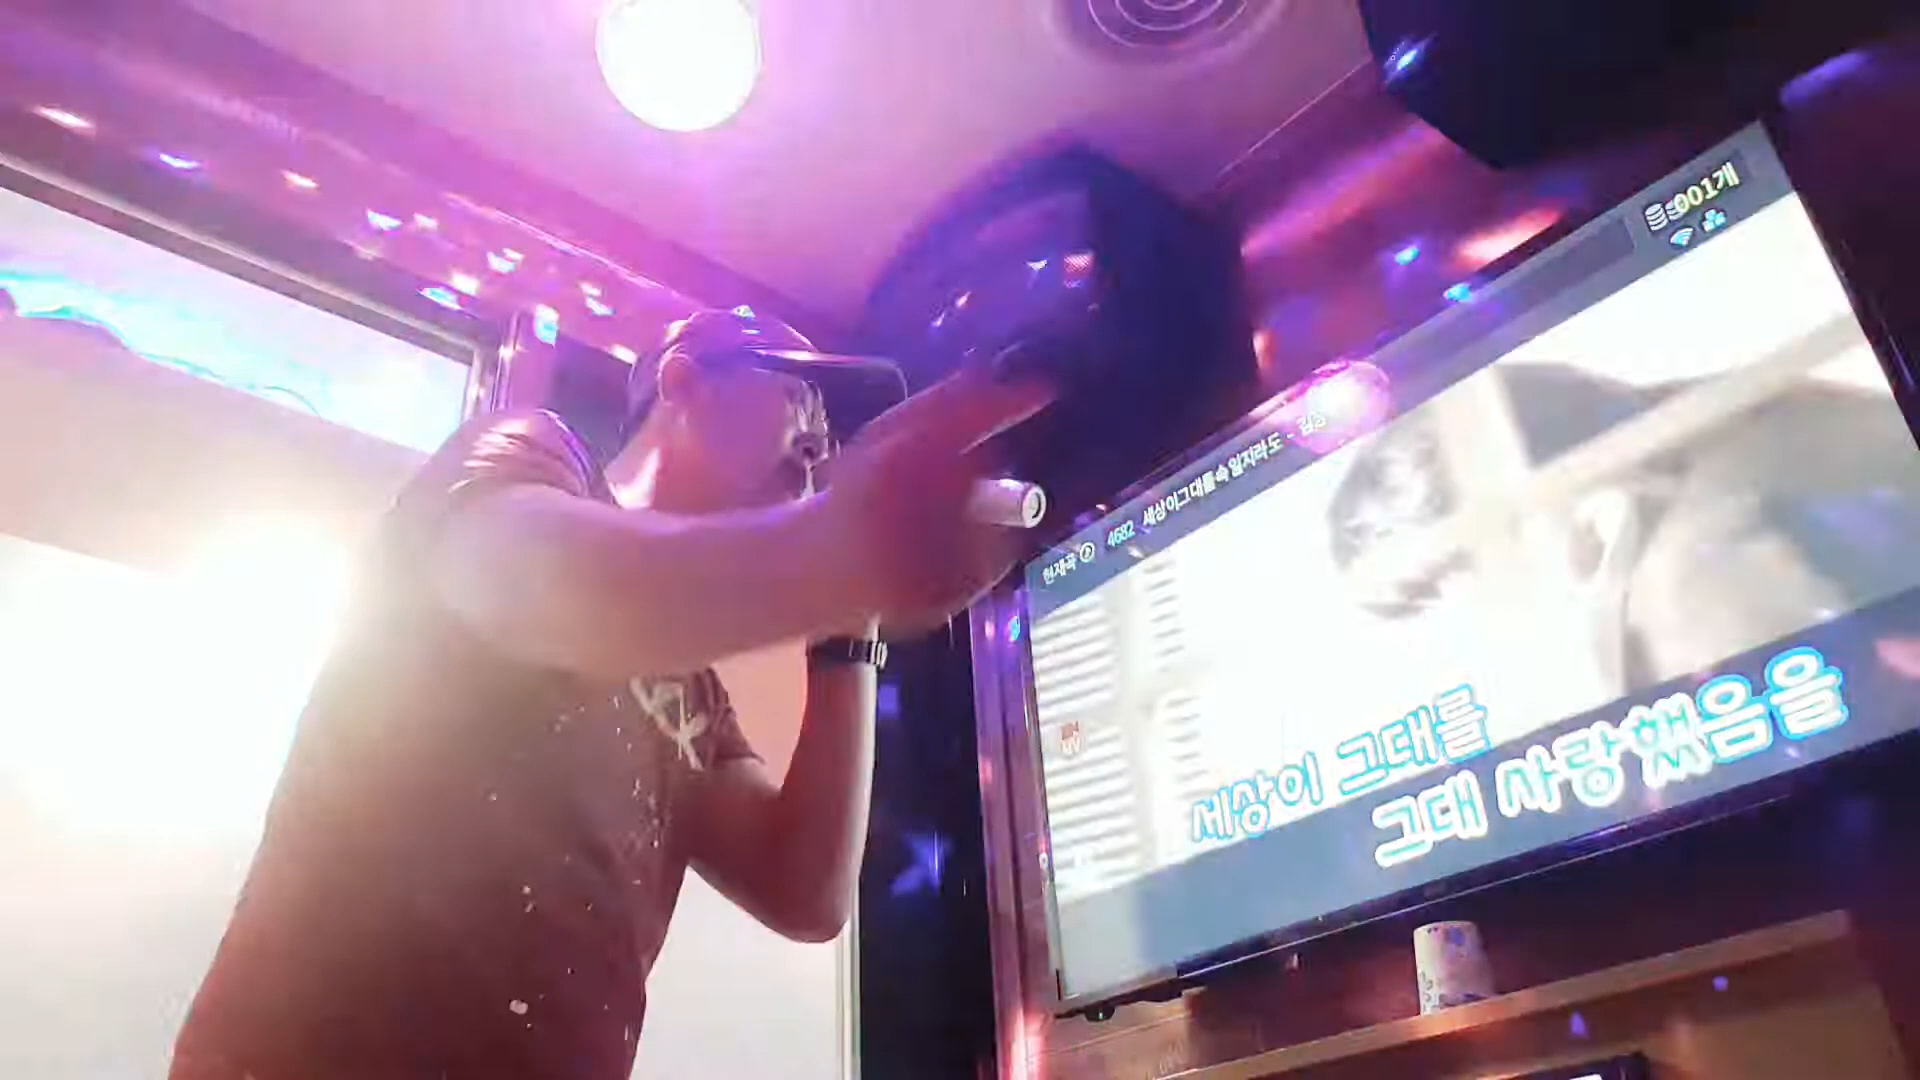 001개
현재곡 4682 세상이그대를속일지라도 - 김장
MV
세상이 그대를
그대 사랑했음을